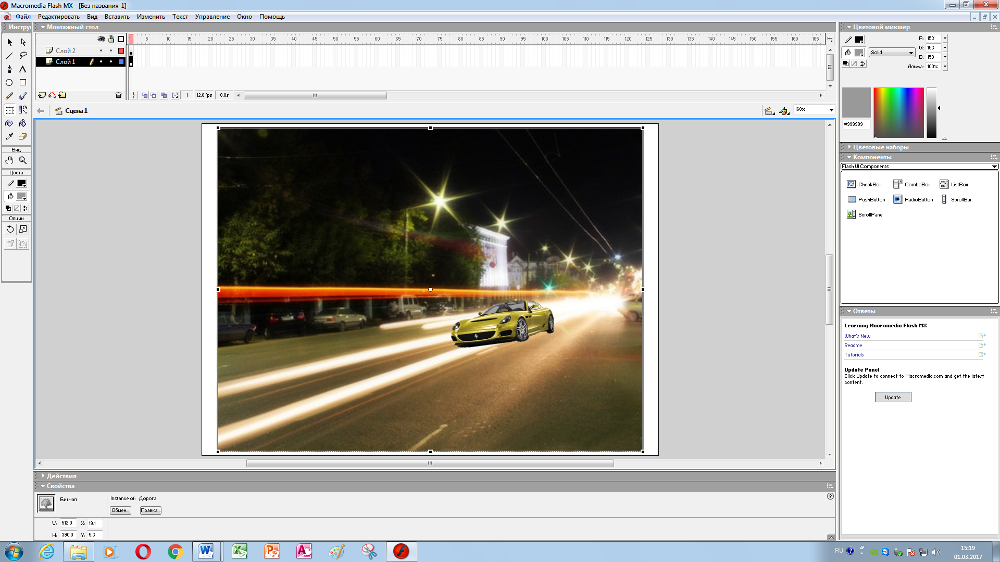 Macromedia Flash MX - [Без названия-1]
Файл Редактировать Вид Вставить Изменить Текст Управление Окно Помощь
Инстру
Монтажный стол
Цветовой микшер
1 5 10 15 20 25 30 35 40 45 50 55 60 65 70 75 80 85 90 95 100 105 110 115 120 125 130 135 140 145 150 155 160 165
Слой 2
Слой 1
1 12.0 fps 0.0s
Сцена 1
160%
R: 153
G: 153
B: 153
Solid
Альфа: 100%
#999999
Вид
Цвета
Опции
Цветовые наборы
Компоненты
Flash UI Components
CheckBox ComboBox ListBox
PushButton RadioButton ScrollBar
ScrollPane
Ответы
Learning Macromedia Flash MX
What's New
Readme
Tutorials
Update Panel
Click Update to connect to Macromedia.com and get the latest
content.
Update
Действия
Свойства
Битмап
Instance of: Дорога
Обмен... Правка...
W: 512.0 X: 19.1
H: 390.0 Y: 5.3
RU
15:19
01.03.2017